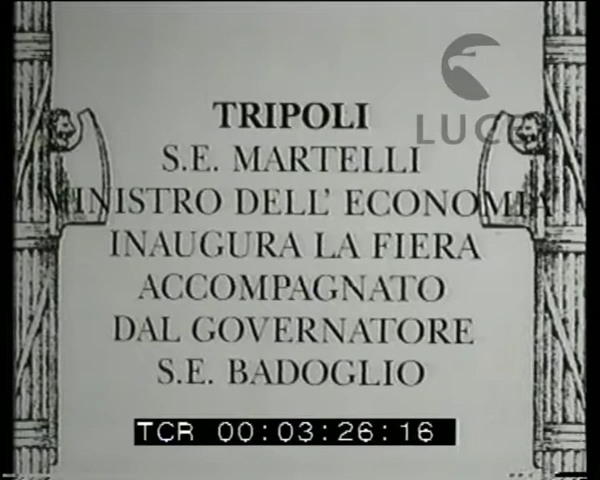 LUCE
TRIPOLI
S.E. MARTELLI
MINISTRO DELL' ECONOMIA
INAUGURA LA FIERA
ACCOMPAGNATO
DAL GOVERNATORE
S.E. BADOGLIO
TCR 00:03:26:16